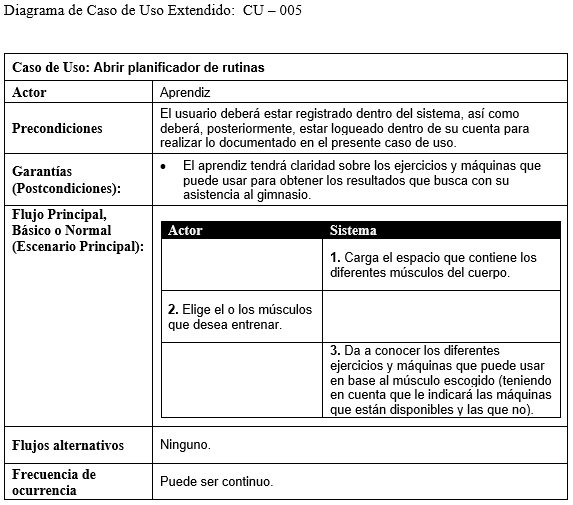 Diagrama de Caso de Uso Extendido:  CU – 005
Caso de Uso: Abrir planificador de rutinas
Actor
Aprendiz
Precondiciones
El usuario deberá estar registrado dentro del sistema, así como
deberá, posteriormente, estar logueado dentro de su cuenta para
realizar lo documentado en el presente caso de uso.
Garantías
(Postcondiciones):
• El aprendiz tendrá claridad sobre los ejercicios y máquinas que
puede usar para obtener los resultados que busca con su
asistencia al gimnasio.
Flujo Principal,
Básico o Normal
(Escenario Principal):
Actor
Sistema
1. Carga el espacio que contiene los
diferentes músculos del cuerpo.
2. Elige el o los músculos
que desea entrenar.
3. Da a conocer los diferentes
ejercicios y máquinas que puede usar
en base al músculo escogido (teniendo
en cuenta que le indicará las máquinas
que están disponibles y las que no).
Flujos alternativos
Ninguno.
Frecuencia de
ocurrencia
Puede ser continuo.